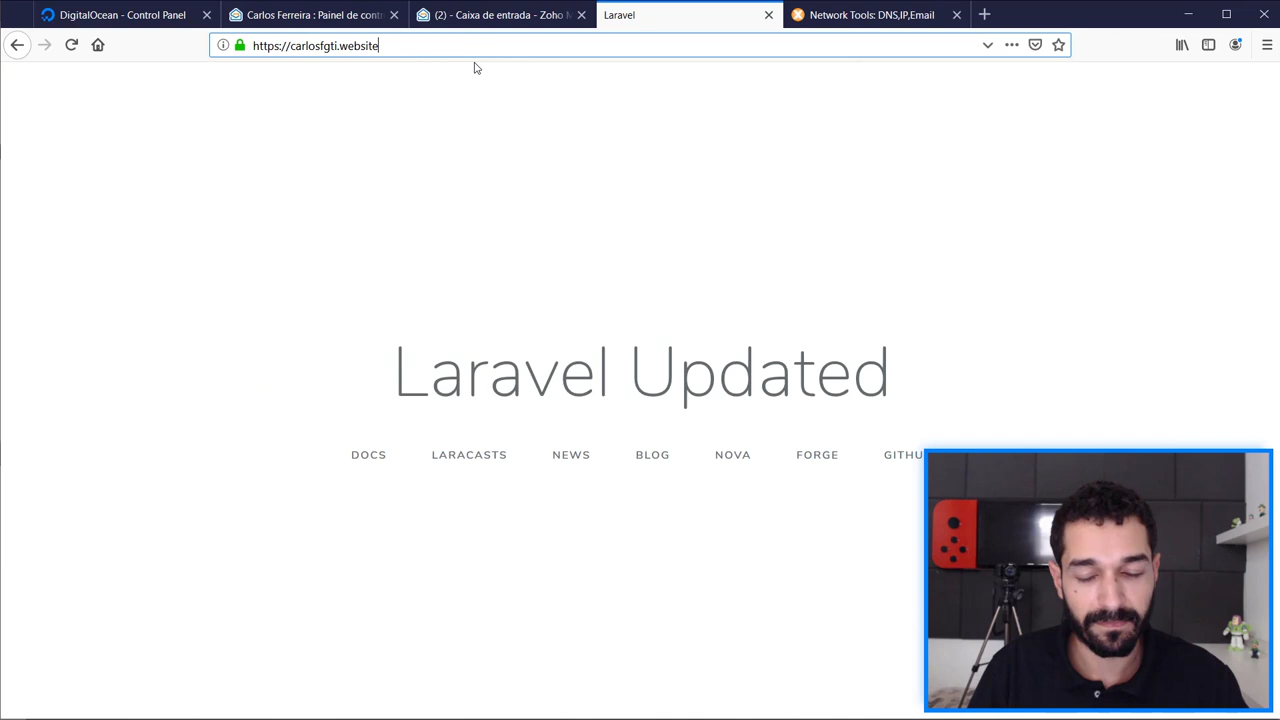 DigitalOcean - Control Panel
Carlos Ferreira : Painel de cont
(2) - Caixa de entrada - Zoho M
Laravel
Network Tools: DNS,IP,Email
https://carlosfgti.website
Laravel Updated
DOCS LARACASTS NEWS BLOG NOVA FORGE GITHU